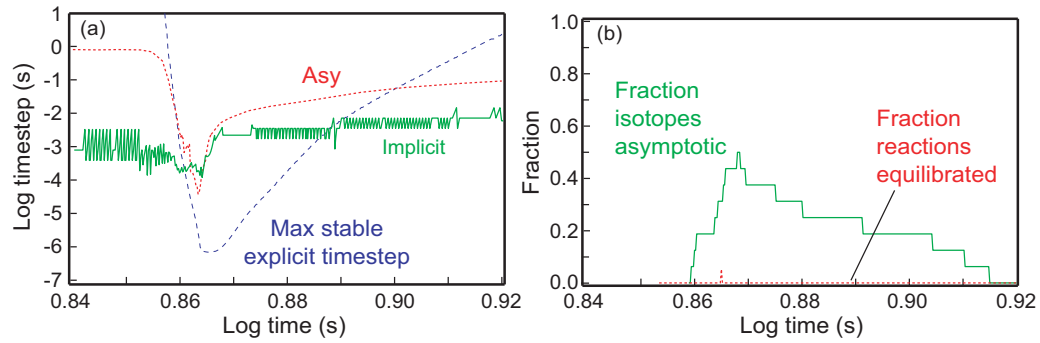 (a)
Log timestep (s)
1
0
-1
-2
-3
-4
-5
-6
-7
Asy
Implicit
Max stable
explicit timestep
0.84
0.86
0.88
0.90
0.92
Log time (s)
(b)
Fraction
1.0
0.8
0.6
0.4
0.2
0.0
Fraction
isotopes
asymptotic
Fraction
reactions
equilibrated
0.84
0.86
0.88
0.90
0.92
Log time (s)